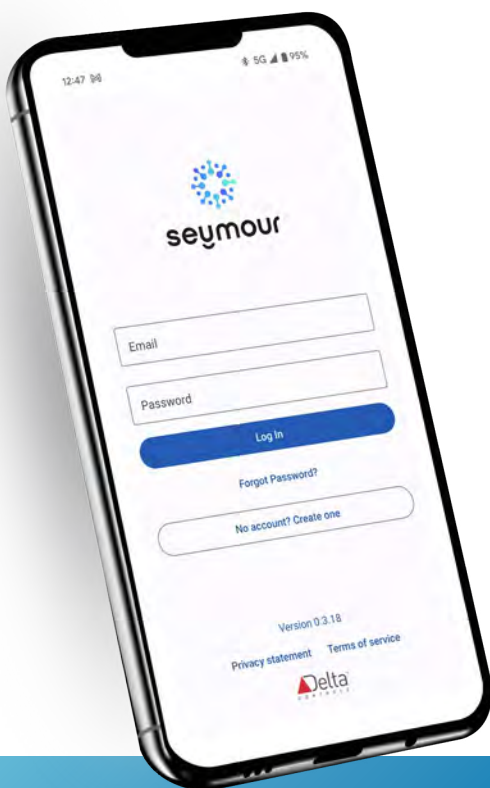 12:47
5G 95%
seymour
Email
Password
Log In
Forgot Password?
No account? Create one
Version 0.3.18
Privacy statement Terms of service
Delta
CONTROLS